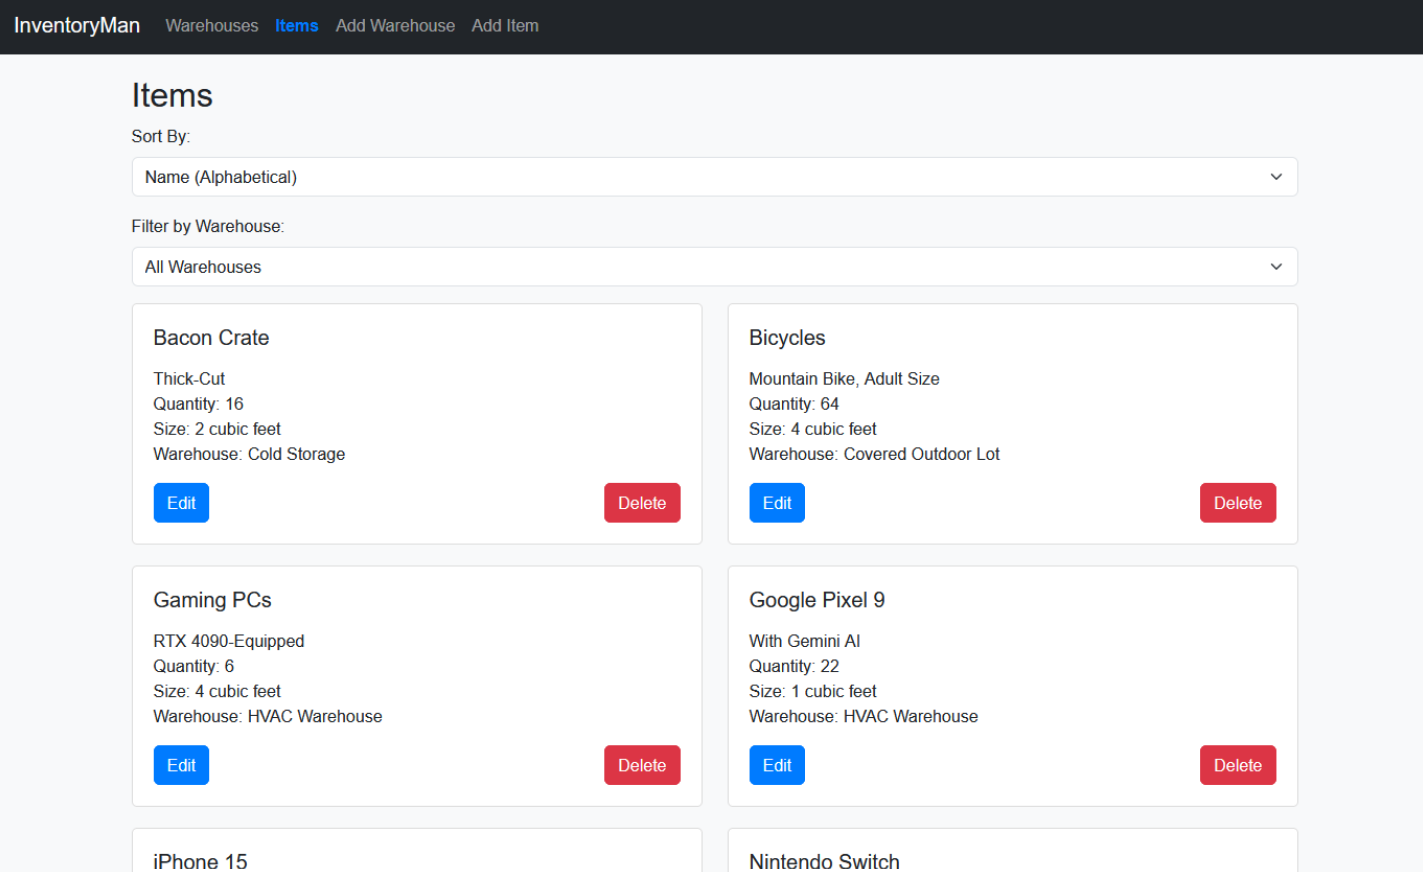 InventoryMan Warehouses Items Add Warehouse Add Item
Items
Sort By:
Name (Alphabetical)
Filter by Warehouse:
All Warehouses
Bacon Crate
Thick-Cut
Quantity: 16
Size: 2 cubic feet
Warehouse: Cold Storage
Edit Delete
Bicycles
Mountain Bike, Adult Size
Quantity: 64
Size: 4 cubic feet
Warehouse: Covered Outdoor Lot
Edit Delete
Gaming PCs
RTX 4090-Equipped
Quantity: 6
Size: 4 cubic feet
Warehouse: HVAC Warehouse
Edit Delete
Google Pixel 9
With Gemini AI
Quantity: 22
Size: 1 cubic feet
Warehouse: HVAC Warehouse
Edit Delete
iPhone 15
Nintendo Switch